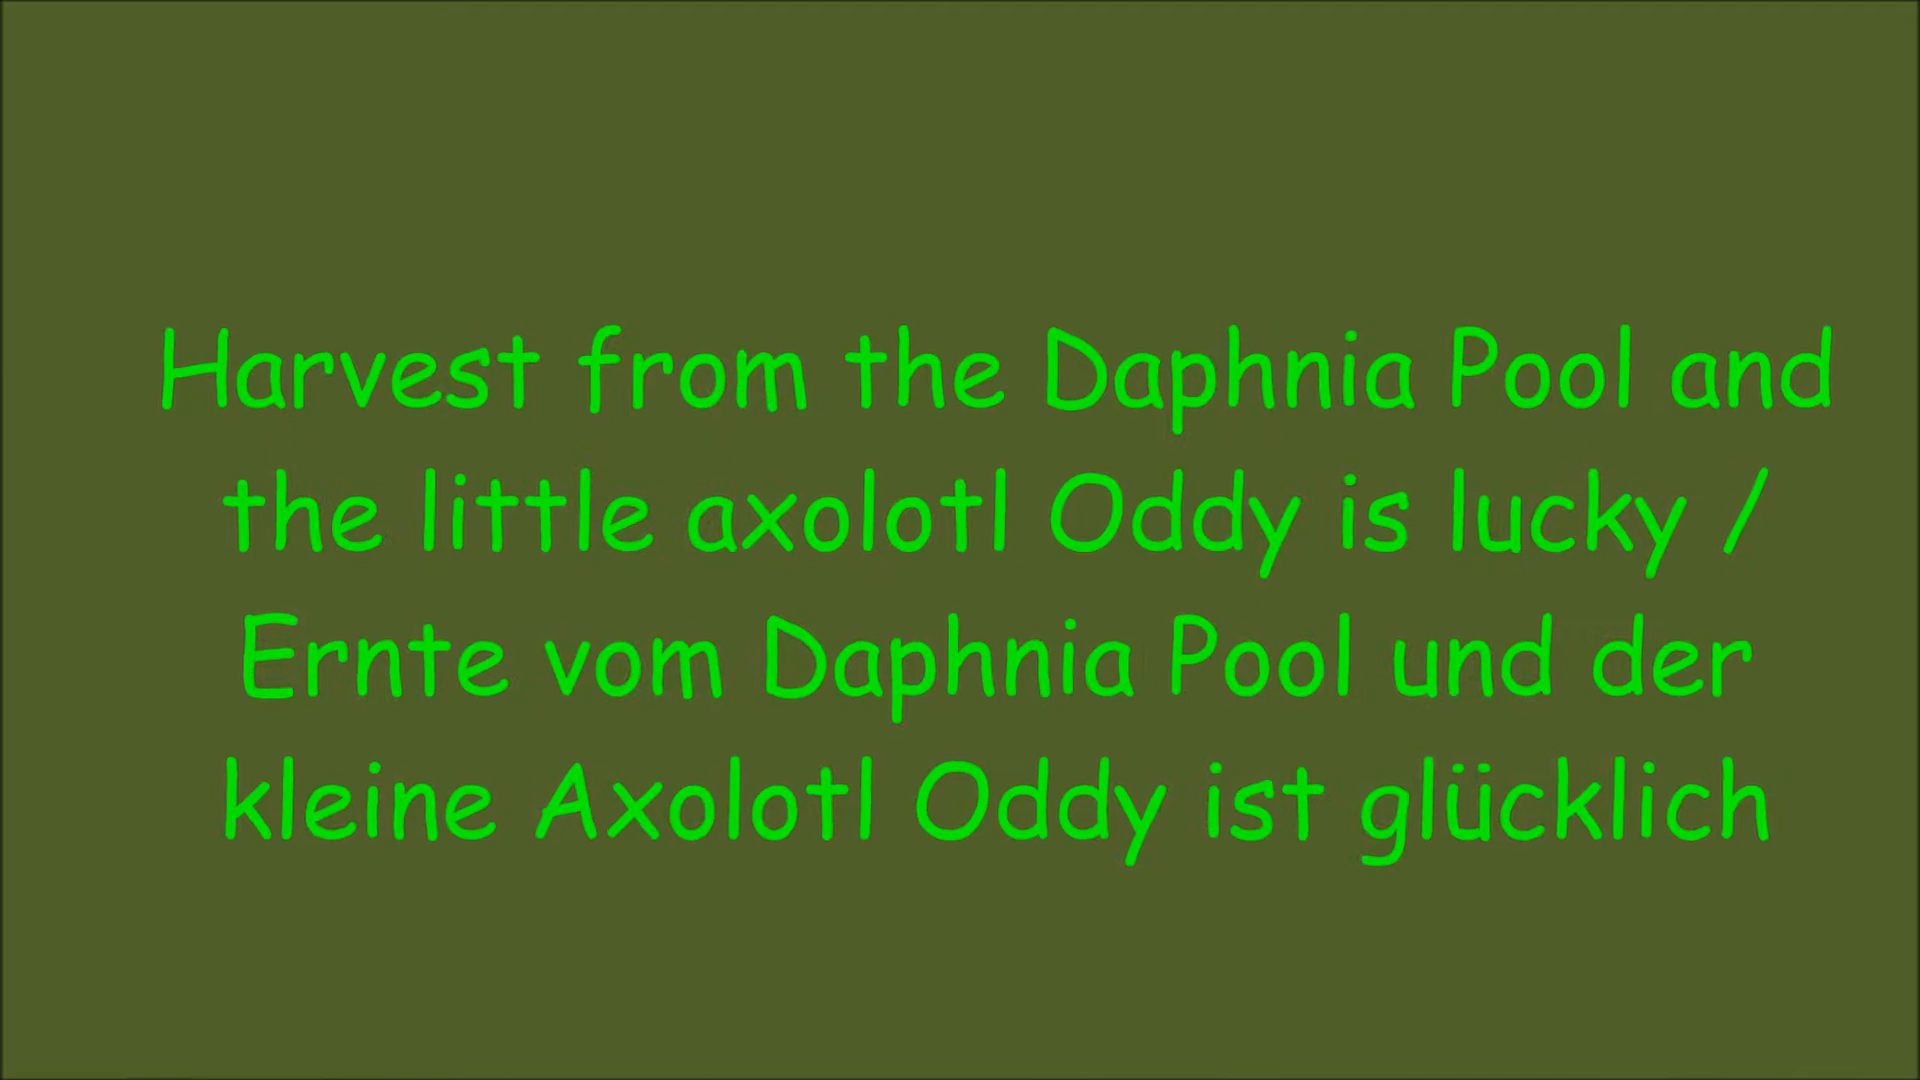 Harvest from the Daphnia Pool and
the little axolotl Oddy is lucky /
Ernte vom Daphnia Pool und der
kleine Axolotl Oddy ist glücklich